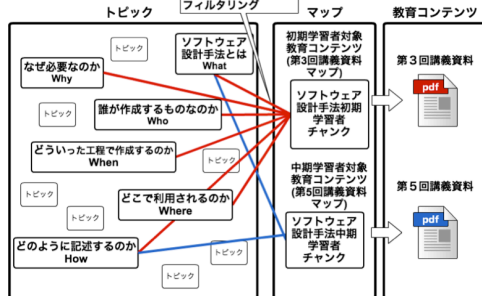 フィルタリング
トピック
マップ
教育コンテンツ
トピック
ソフトウェア
設計手法とは
What
なぜ必要なのか
Why
トピック
誰が作成するものなのか
Who
どういった工程で作成するのか
When
トピック
トピック
どこで利用されるのか
Where
トピック
どのように記述するのか
How
トピック
トピック
初期学習者対象
教育コンテンツ
(第3回講義資料
マップ)
ソフトウェア
設計手法初期
学習者
チャンク
中期学習者対象
教育コンテンツ
(第5回講義資料
マップ)
ソフトウェア
設計手法中期
学習者
チャンク
第３回講義資料
pdf
第５回講義資料
pdf